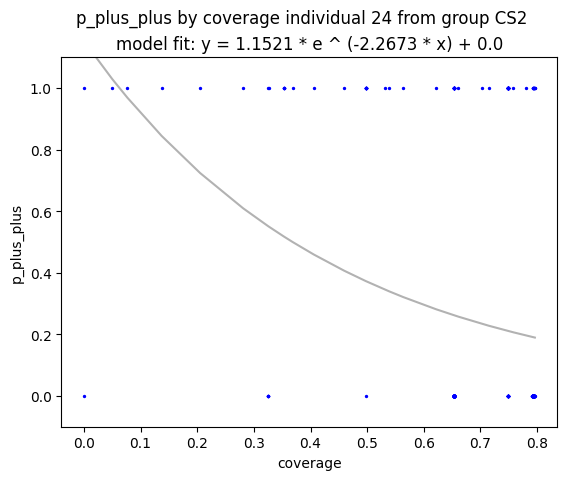 p_plus_plus by coverage individual 24 from group CS2
model fit: y = 1.1521 * e ^ (-2.2673 * x) + 0.0
1.0
0.8
0.6
0.4
0.2
0.0
p_plus_plus
0.0 0.1 0.2 0.3 0.4 0.5 0.6 0.7 0.8
coverage